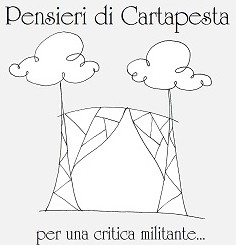 Pensieri di Cartapesta
per una critica militante...